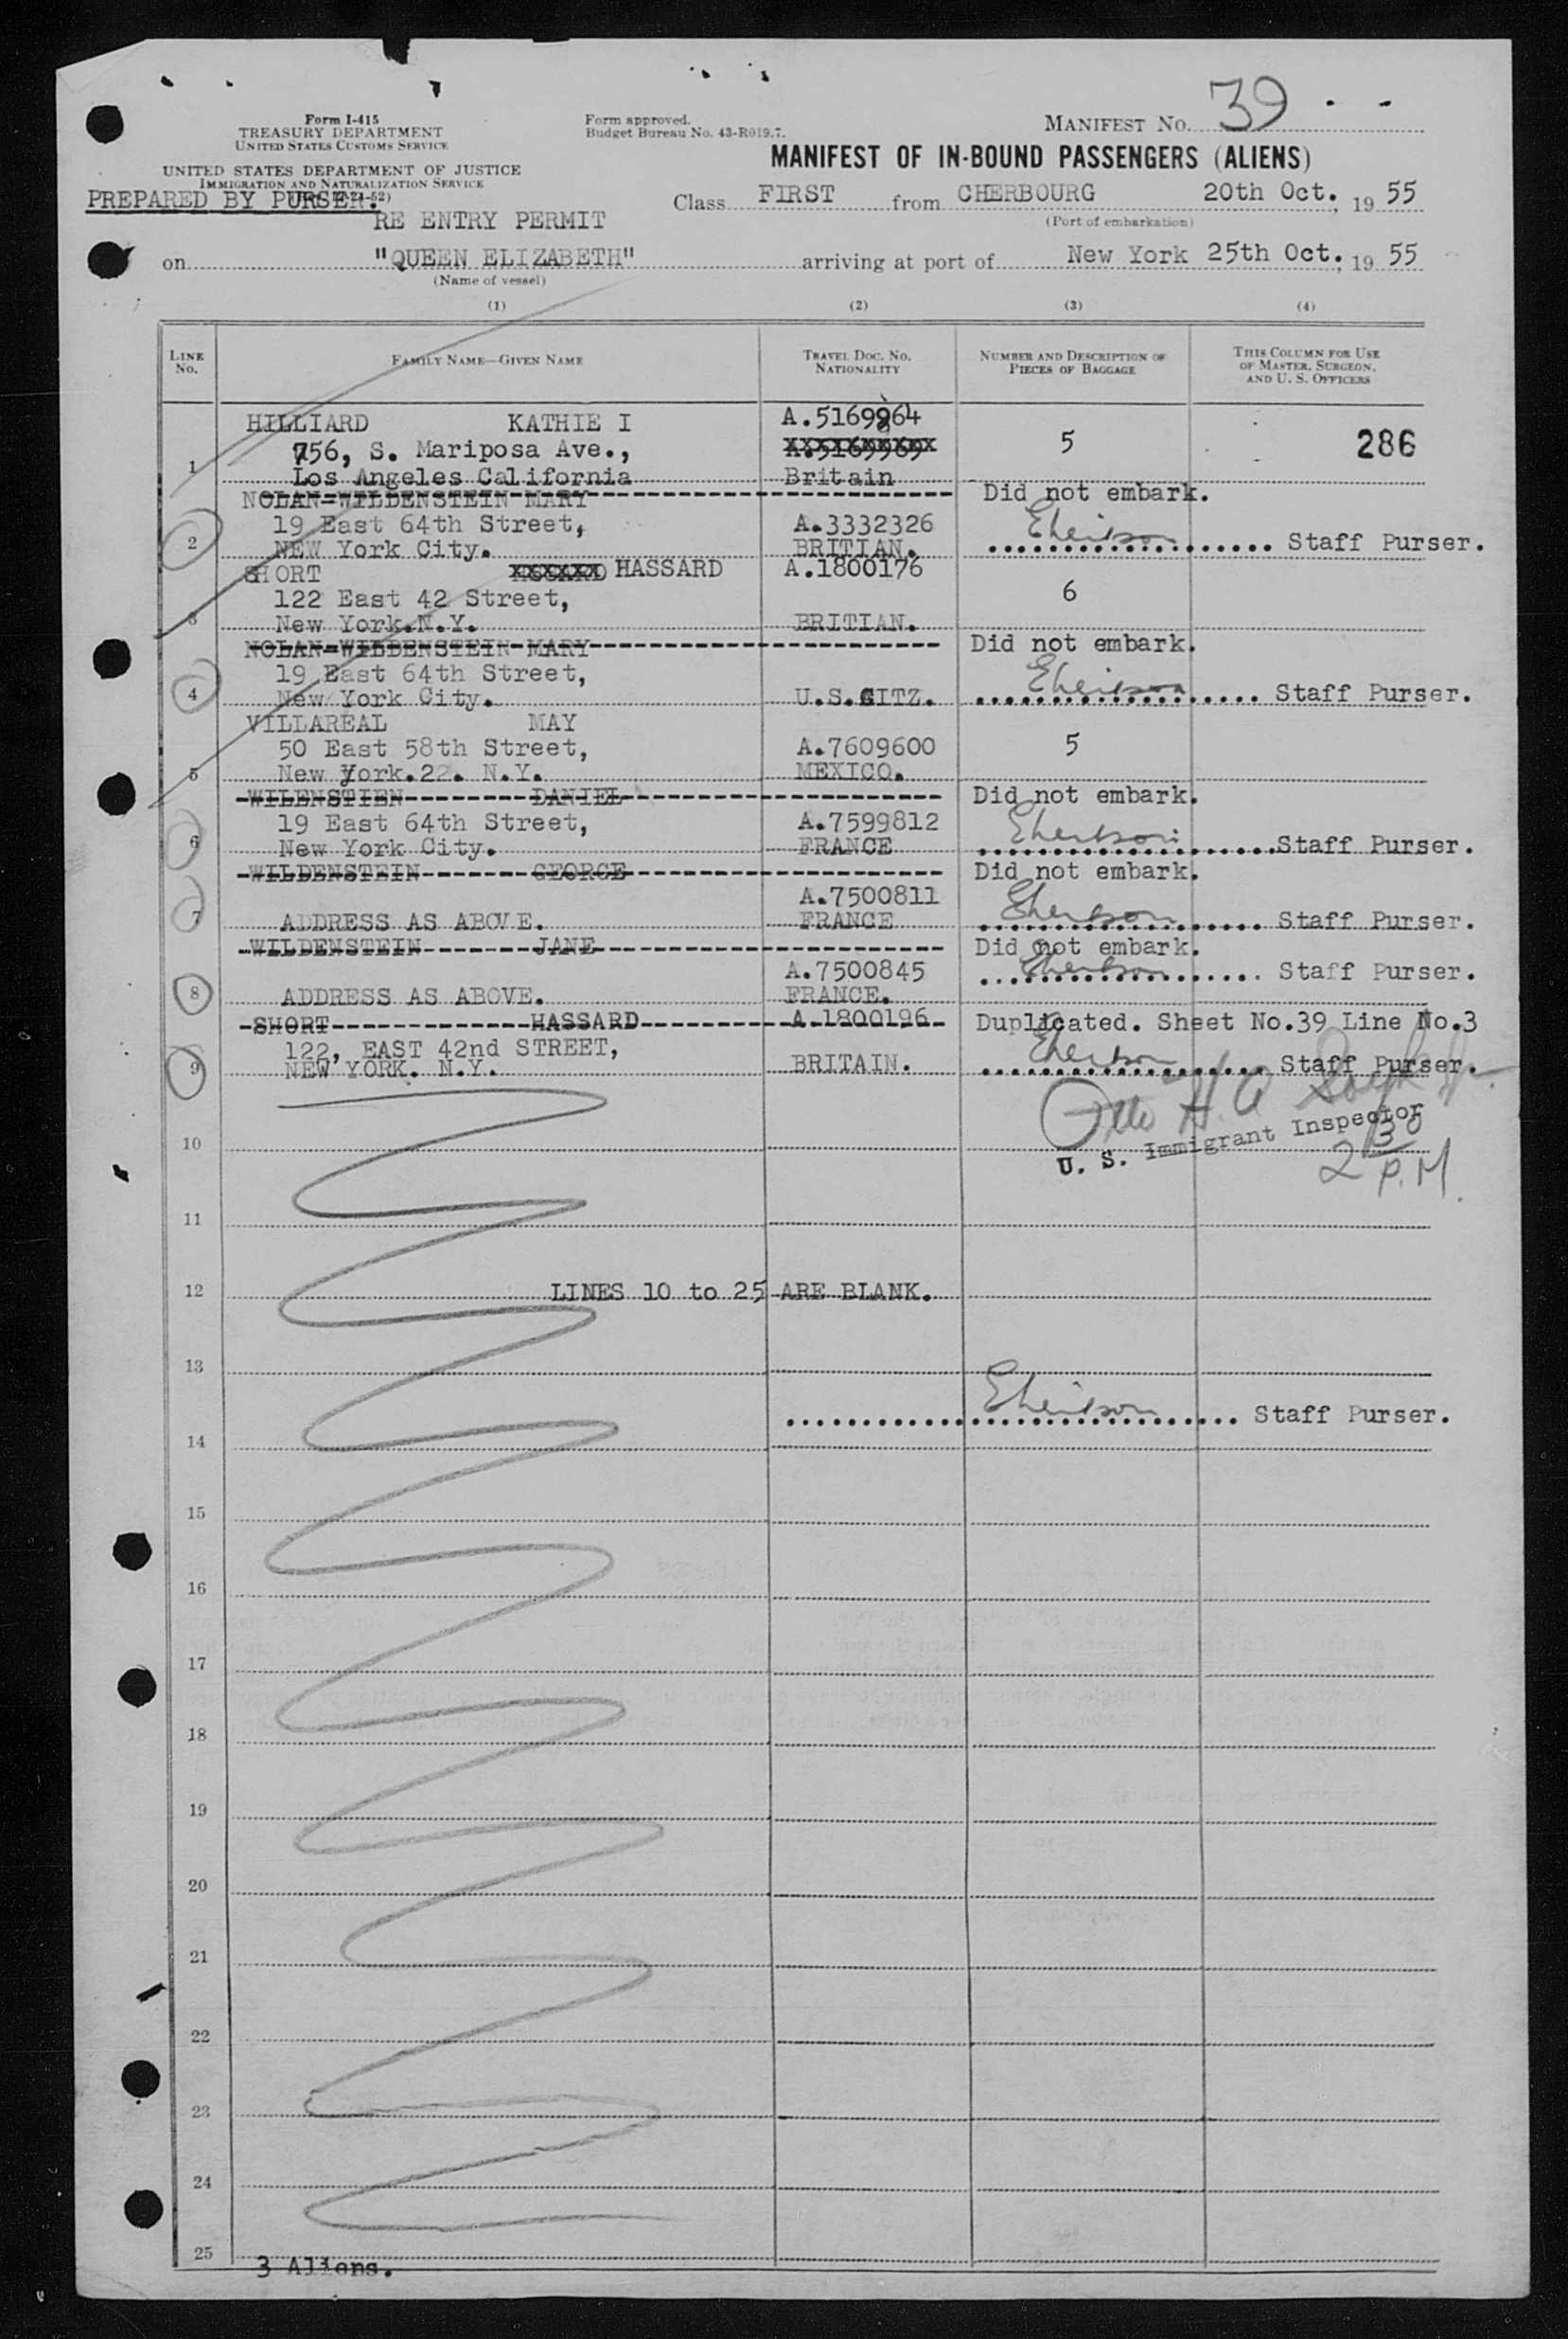 39
Form I-415
TREASURY DEPARTMENT
UNITED STATES CUSTOMS SERVICE
Form approved.
Budget Bureau No. 43-R019.7.
MANIFEST No.
UNITED STATES DEPARTMENT OF JUSTICE
IMMIGRATION AND NATURALIZATION SERVICE
MANIFEST OF IN-BOUND PASSENGERS (ALIENS)
PREPARED BY PURSER.
Class FIRST from CHERBOURG 20th Oct., 19 55
(Port of embarkation)
RE ENTRY PERMIT
on "QUEEN ELIZABETH" arriving at port of New York 25th Oct., 19 55
(Name of vessel)
(1) (2) (3) (4)
LINE No. FAMILY NAME—GIVEN NAME TRAVEL DOC. NO. NATIONALITY NUMBER AND DESCRIPTION OF PIECES OF BAGGAGE THIS COLUMN FOR USE OF MASTER, SURGEON, AND U. S. OFFICERS
HILLIARD KATHIE I A.5169864
1 756, S. Mariposa Ave., A.5169969 5 286
Los Angeles California Britain
NOLAN-WILDENSTEIN MARY Did not embark.
19 East 64th Street, A.3332326
2 NEW York City. BRITIAN. Staff Purser.
SHORT HASSARD A.1800176
122 East 42 Street, 6
3 New York.N.Y. BRITIAN.
NOLAN-WILDENSTEIN MARY Did not embark.
19 East 64th Street,
4 New York City. U.S.CITZ. Staff Purser.
VILLAREAL MAY
50 East 58th Street, A.7609600 5
5 New york.22. N.Y. MEXICO.
WILENSTIEN DANIEL Did not embark.
19 East 64th Street, A.7599812
6 New York City. FRANCE Staff Purser.
WILDENSTEIN GEORGE Did not embark.
A.7500811
7 ADDRESS AS ABOVE. FRANCE Staff Purser.
WILDENSTEIN JANE Did not embark.
A.7500845 Staff Purser.
8 ADDRESS AS ABOVE. FRANCE.
SHORT HASSARD A.1800196 Duplicated. Sheet No.39 Line No.3
122, EAST 42nd STREET,
9 NEW YORK. N.Y. BRITAIN. Staff Purser.
U. S. Immigrant Inspector
2 30 P.M.
10
11
12 LINES 10 to 25 ARE BLANK.
13
Staff Purser.
14
15
16
17
18
19
20
21
22
23
24
25
3 Aliens.